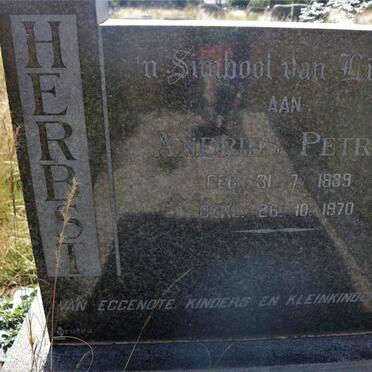 HERBST
'n Simbool van Li
AAN
ANDRIES PETR
GEB. 31. 7. 1889
OORL. 26. 10. 1970
VAN EGGENOTE, KINDERS EN KLEINKINDE